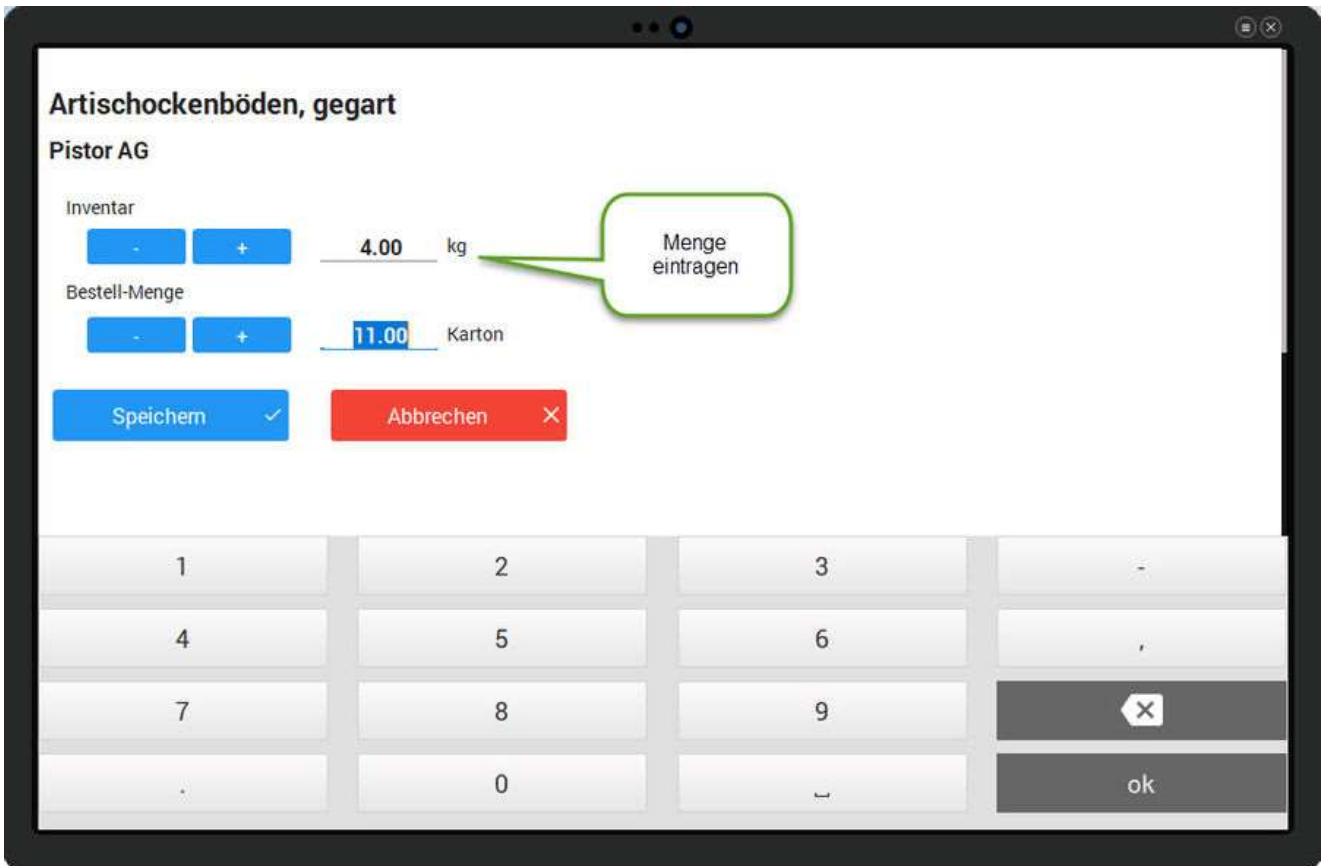 Artischockenböden, gegart
Pistor AG
Inventar
- + 4.00 kg
Menge
eintragen
Bestell-Menge
- + 11.00 Karton
Speichern Abbrechen
1 2 3 -
4 5 6 ,
7 8 9
. 0
ok